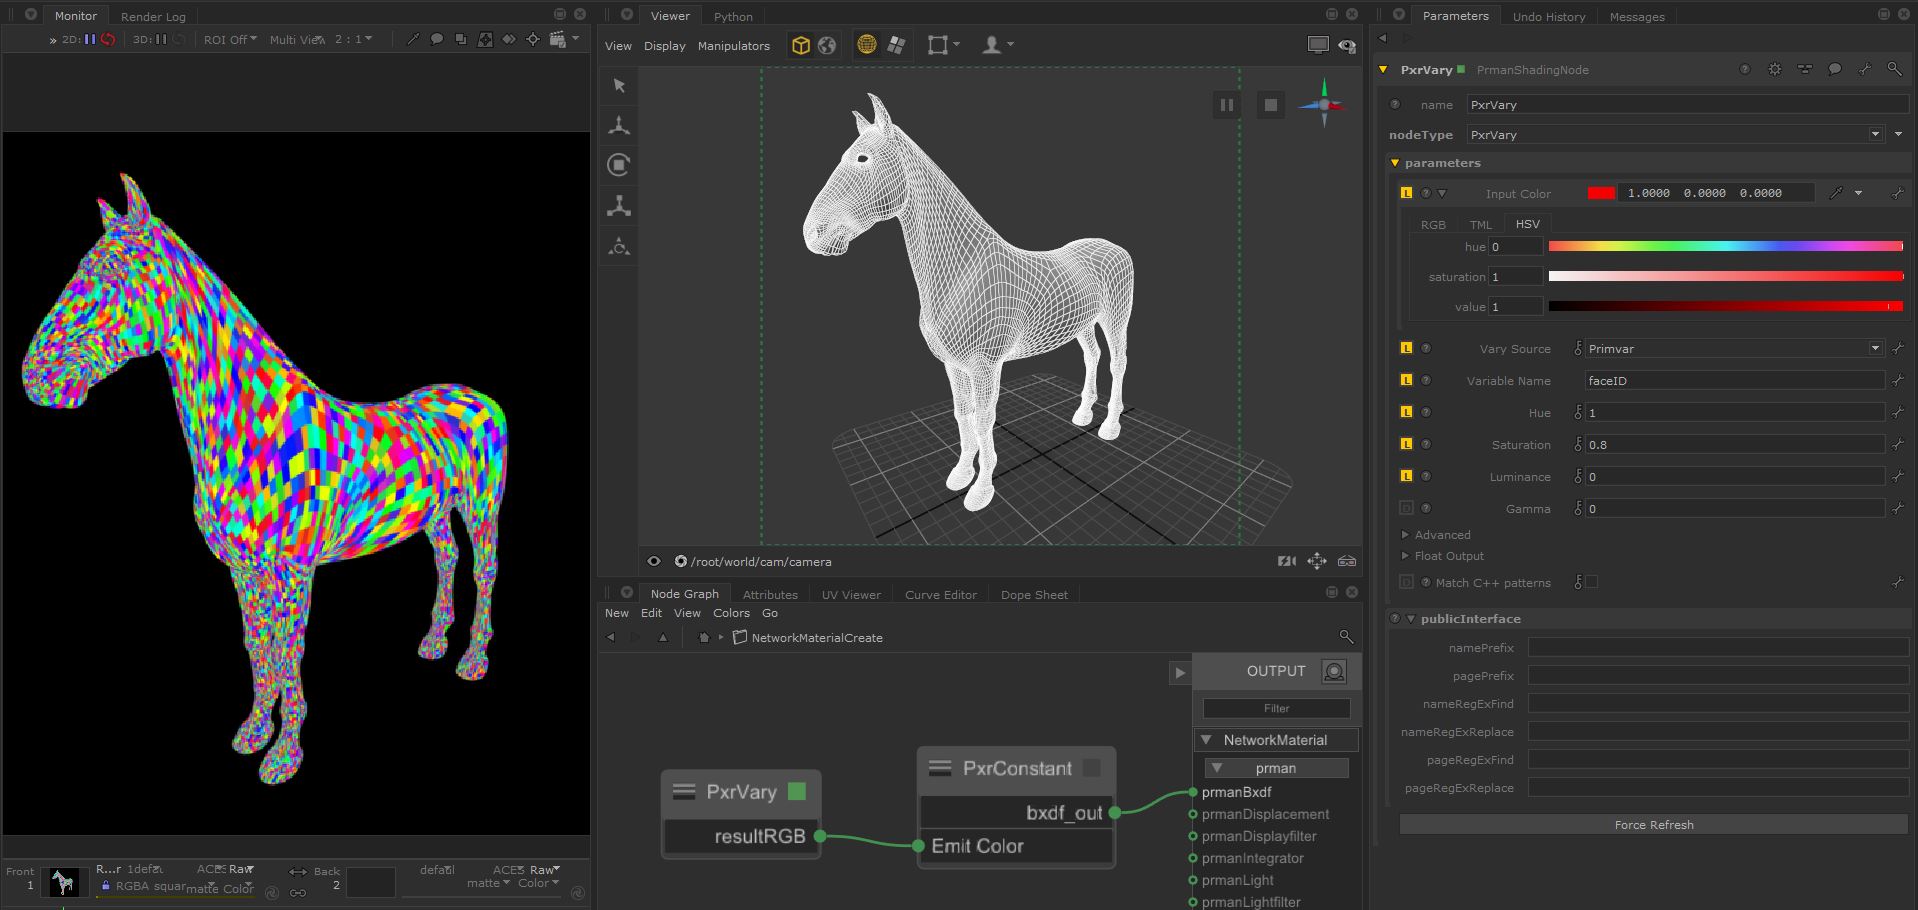 Monitor
Render Log
» 2D:
3D:
ROI Off
Multi View
2 : 1
Front
1
R...r
ACES
Raw
RGBA
squar
matte
Color
Back
2
default
ACES
Raw
matte
Color
Viewer
Python
View
Display
Manipulators
/root/world/cam/camera
Node Graph
Attributes
UV Viewer
Curve Editor
Dope Sheet
New
Edit
View
Colors
Go
NetworkMaterialCreate
PxrVary
resultRGB
PxrConstant
bxdf_out
Emit Color
OUTPUT
Filter
NetworkMaterial
prman
prmanBxdf
prmanDisplacement
prmanDisplayfilter
prmanIntegrator
prmanLight
prmanLightfilter
Parameters
Undo History
Messages
PxrVary
PrmanShadingNode
name
PxrVary
nodeType
PxrVary
parameters
L
Input Color
1.0000 0.0000 0.0000
RGB
TML
HSV
hue
0
saturation
1
value
1
L
Vary Source
Primvar
L
Variable Name
faceID
L
Hue
1
L
Saturation
0.8
L
Luminance
0
D
Gamma
0
Advanced
Float Output
D
Match C++ patterns
publicInterface
namePrefix
pagePrefix
nameRegExFind
nameRegExReplace
pageRegExFind
pageRegExReplace
Force Refresh